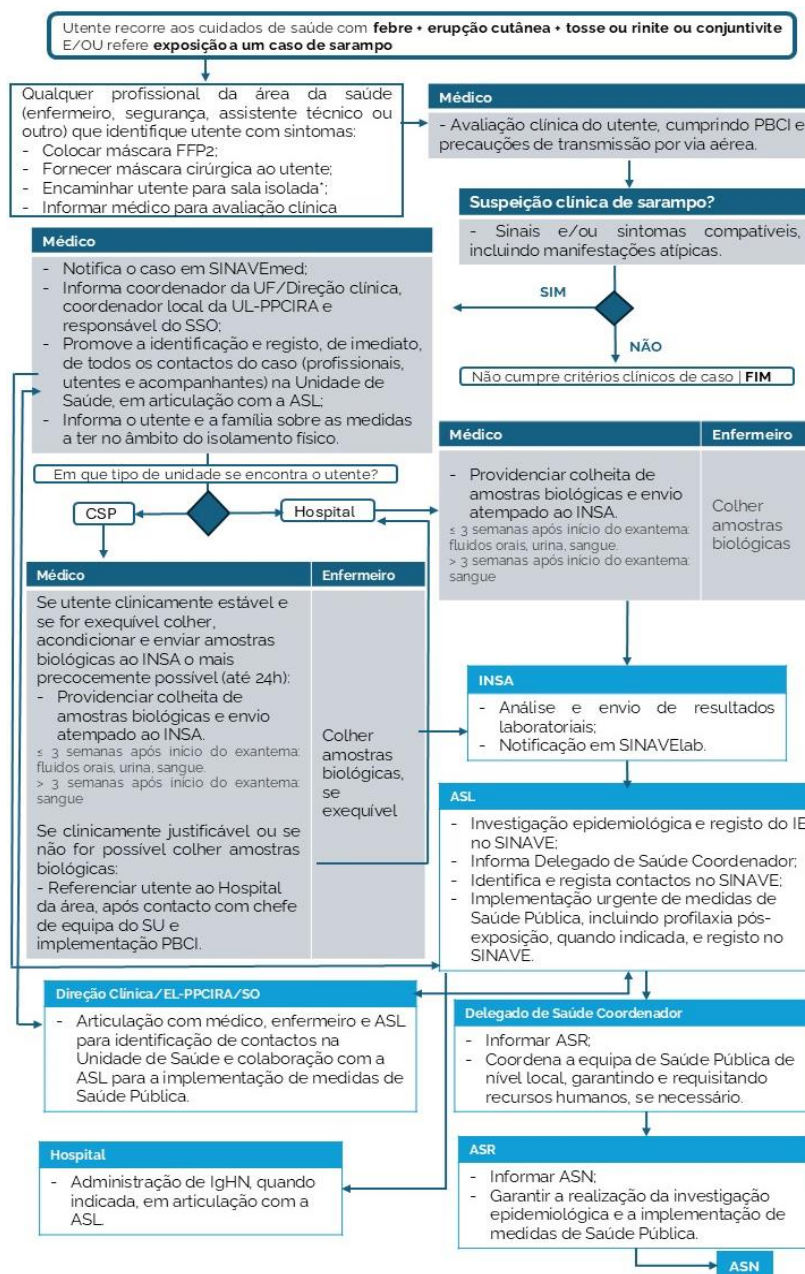 Utente recorre aos cuidados de saúde com febre + erupção cutânea + tosse ou rinite ou conjuntivite
E/OU refere exposição a um caso de sarampo
Qualquer profissional da área da saúde
(enfermeiro, segurança, assistente técnico ou
outro) que identifique utente com sintomas:
- Colocar máscara FFP2;
- Fornecer máscara cirúrgica ao utente;
- Encaminhar utente para sala isolada*;
- Informar médico para avaliação clínica
Médico
- Avaliação clínica do utente, cumprindo PBCI e
precauções de transmissão por via aérea.
Suspeição clínica de sarampo?
- Sinais e/ou sintomas compatíveis,
incluindo manifestações atípicas.
SIM
NÃO
Não cumpre critérios clínicos de caso | FIM
Médico
- Notifica o caso em SINAVEmed;
- Informa coordenador da UF/Direção clínica,
coordenador local da UL-PPCIRA e
responsável do SSO;
- Promove a identificação e registo, de imediato,
de todos os contactos do caso (profissionais,
utentes e acompanhantes) na Unidade de
Saúde, em articulação com a ASL;
- Informa o utente e a família sobre as medidas
a ter no âmbito do isolamento físico.
Em que tipo de unidade se encontra o utente?
CSP
Hospital
Médico
Enfermeiro
- Providenciar colheita de
amostras biológicas e envio
atempado ao INSA.
≤ 3 semanas após início do exantema:
fluidos orais, urina, sangue.
> 3 semanas após início do exantema:
sangue
Colher
amostras
biológicas
Médico
Enfermeiro
Se utente clinicamente estável e
se for exequível colher,
acondicionar e enviar amostras
biológicas ao INSA o mais
precocemente possível (até 24h):
- Providenciar colheita de
amostras biológicas e envio
atempado ao INSA.
≤ 3 semanas após início do exantema:
fluidos orais, urina, sangue.
> 3 semanas após início do exantema:
sangue
Se clinicamente justificável ou se
não for possível colher amostras
biológicas:
- Referenciar utente ao Hospital
da área, após contacto com chefe
de equipa do SU e
implementação PBCI.
Colher
amostras
biológicas,
se
exequível
INSA
- Análise e envio de resultados
laboratoriais;
- Notificação em SINAVElab.
ASL
- Investigação epidemiológica e registo do IE
no SINAVE;
- Informa Delegado de Saúde Coordenador;
- Identifica e regista contactos no SINAVE;
- Implementação urgente de medidas de
Saúde Pública, incluindo profilaxia pós-
exposição, quando indicada, e registo no
SINAVE.
Direção Clínica/EL-PPCIRA/SO
- Articulação com médico, enfermeiro e ASL
para identificação de contactos na
Unidade de Saúde e colaboração com a
ASL para a implementação de medidas de
Saúde Pública.
Delegado de Saúde Coordenador
- Informar ASR;
- Coordena a equipa de Saúde Pública de
nível local, garantindo e requisitando
recursos humanos, se necessário.
Hospital
- Administração de IgHN, quando
indicada, em articulação com a
ASL.
ASR
- Informar ASN;
- Garantir a realização da investigação
epidemiológica e a implementação de
medidas de Saúde Pública.
ASN